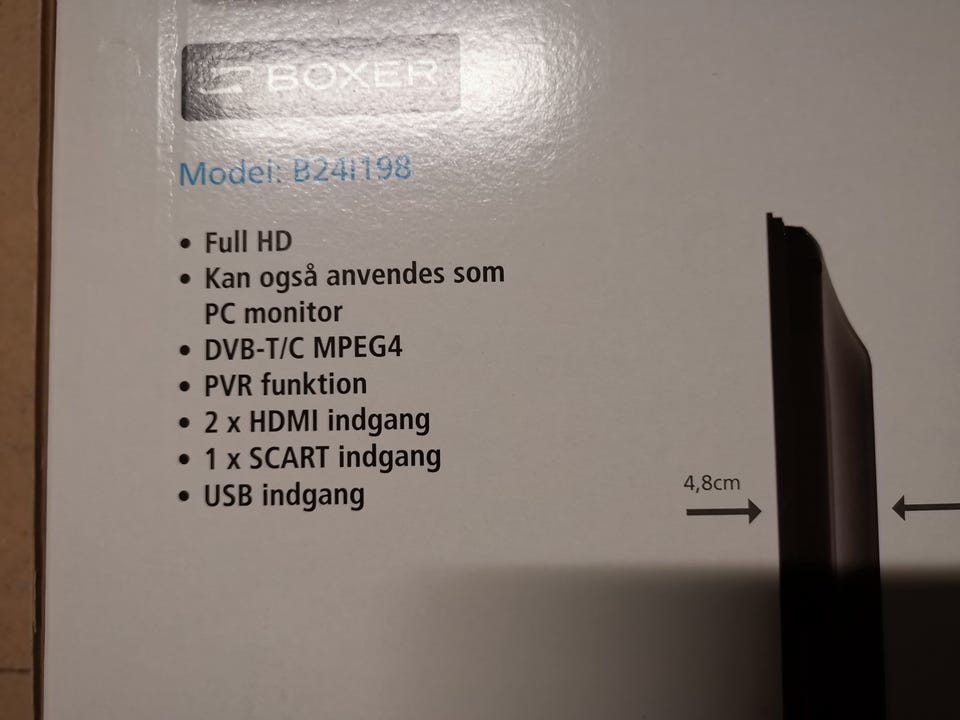 BOXER
Model: B24I198
• Full HD
• Kan også anvendes som
PC monitor
• DVB-T/C MPEG4
• PVR funktion
• 2 x HDMI indgang
• 1 x SCART indgang
• USB indgang
4,8cm